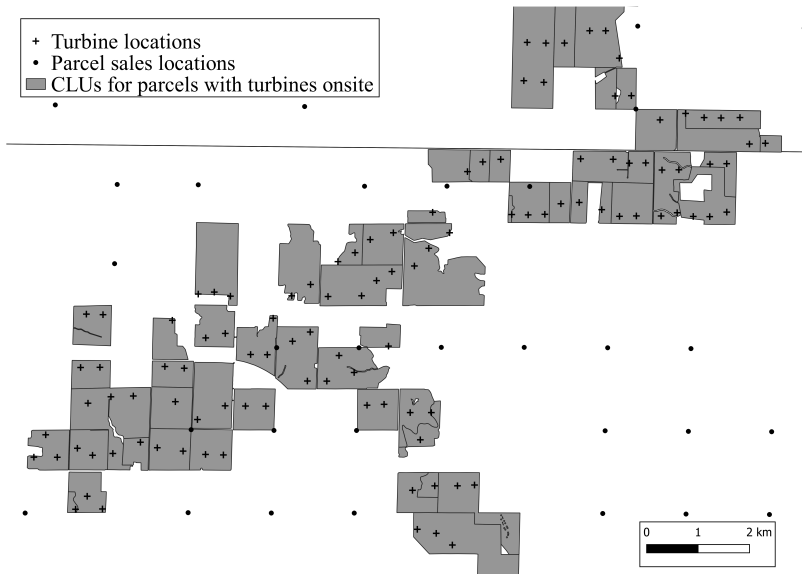 Turbine locations
Parcel sales locations
CLUs for parcels with turbines onsite
0 1 2 km